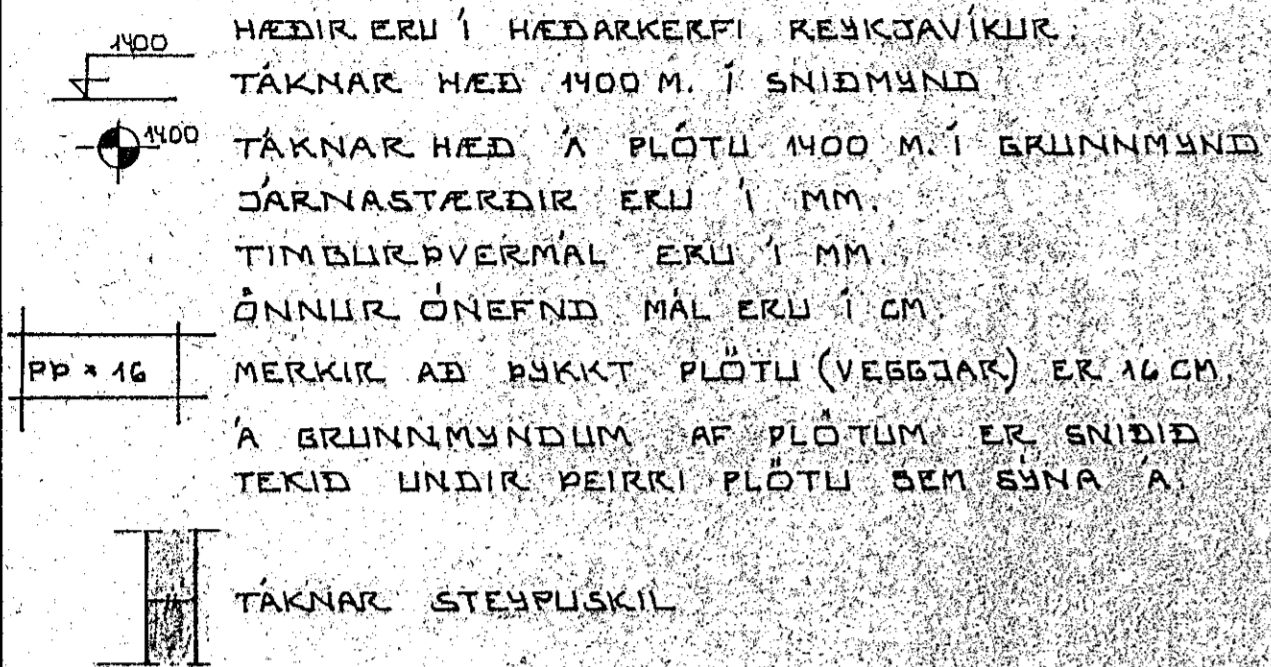 HÆÐIR ERU Í HÆÐARKERFI REYKJAVÍKUR.
1400
TÁKNAR HÆÐ 1400 M. Í SNIÐMYND
1400
TÁKNAR HÆÐ Á PLÖTU 1400 M. Í GRUNNMYND
JÁRNASTÆRÐIR ERU Í MM.
TIMBURÞVERMÁL ERU Í MM.
ÖNNUR ÓNEFND MÁL ERU Í CM.
ÞP = 16
MERKIR AÐ ÞYKKT PLÖTU (VEGGJAR) ER 16 CM.
Á GRUNNMYNDUM AF PLÖTUM ER SNIÐIÐ
TEKIÐ UNDIR ÞEIRRI PLÖTU SEM SÝNA Á.
TÁKNAR STEYPUSKIL